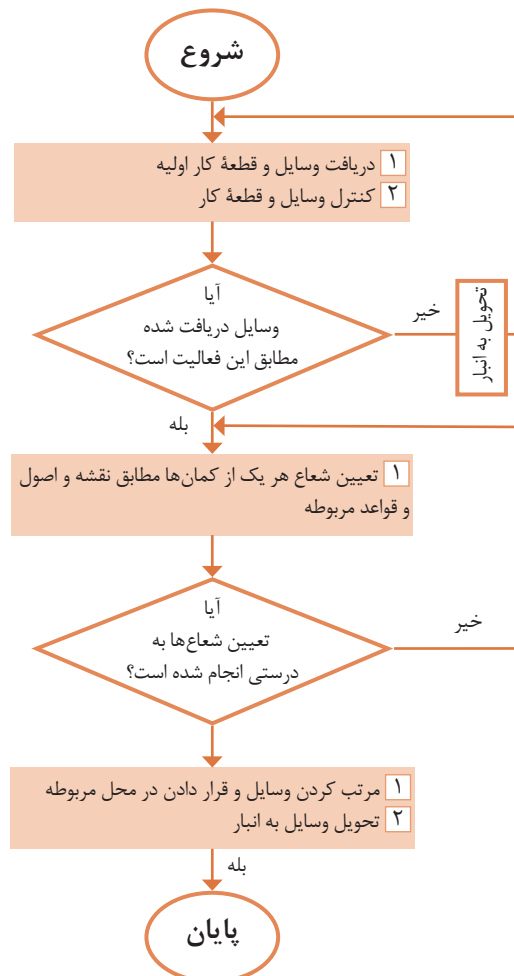 شروع
۱ دریافت وسایل و قطعهٔ کار اولیه
۲ کنترل وسایل و قطعهٔ کار
آیا
وسایل دریافت شده
مطابق این فعالیت است؟
خیر
تحویل به انبار
بله
۱ تعیین شعاع هر یک از کمان‌ها مطابق نقشه و اصول
و قواعد مربوطه
آیا
تعیین شعاع‌ها به
درستی انجام شده است؟
خیر
۱ مرتب کردن وسایل و قرار دادن در محل مربوطه
۲ تحویل وسایل به انبار
بله
پایان